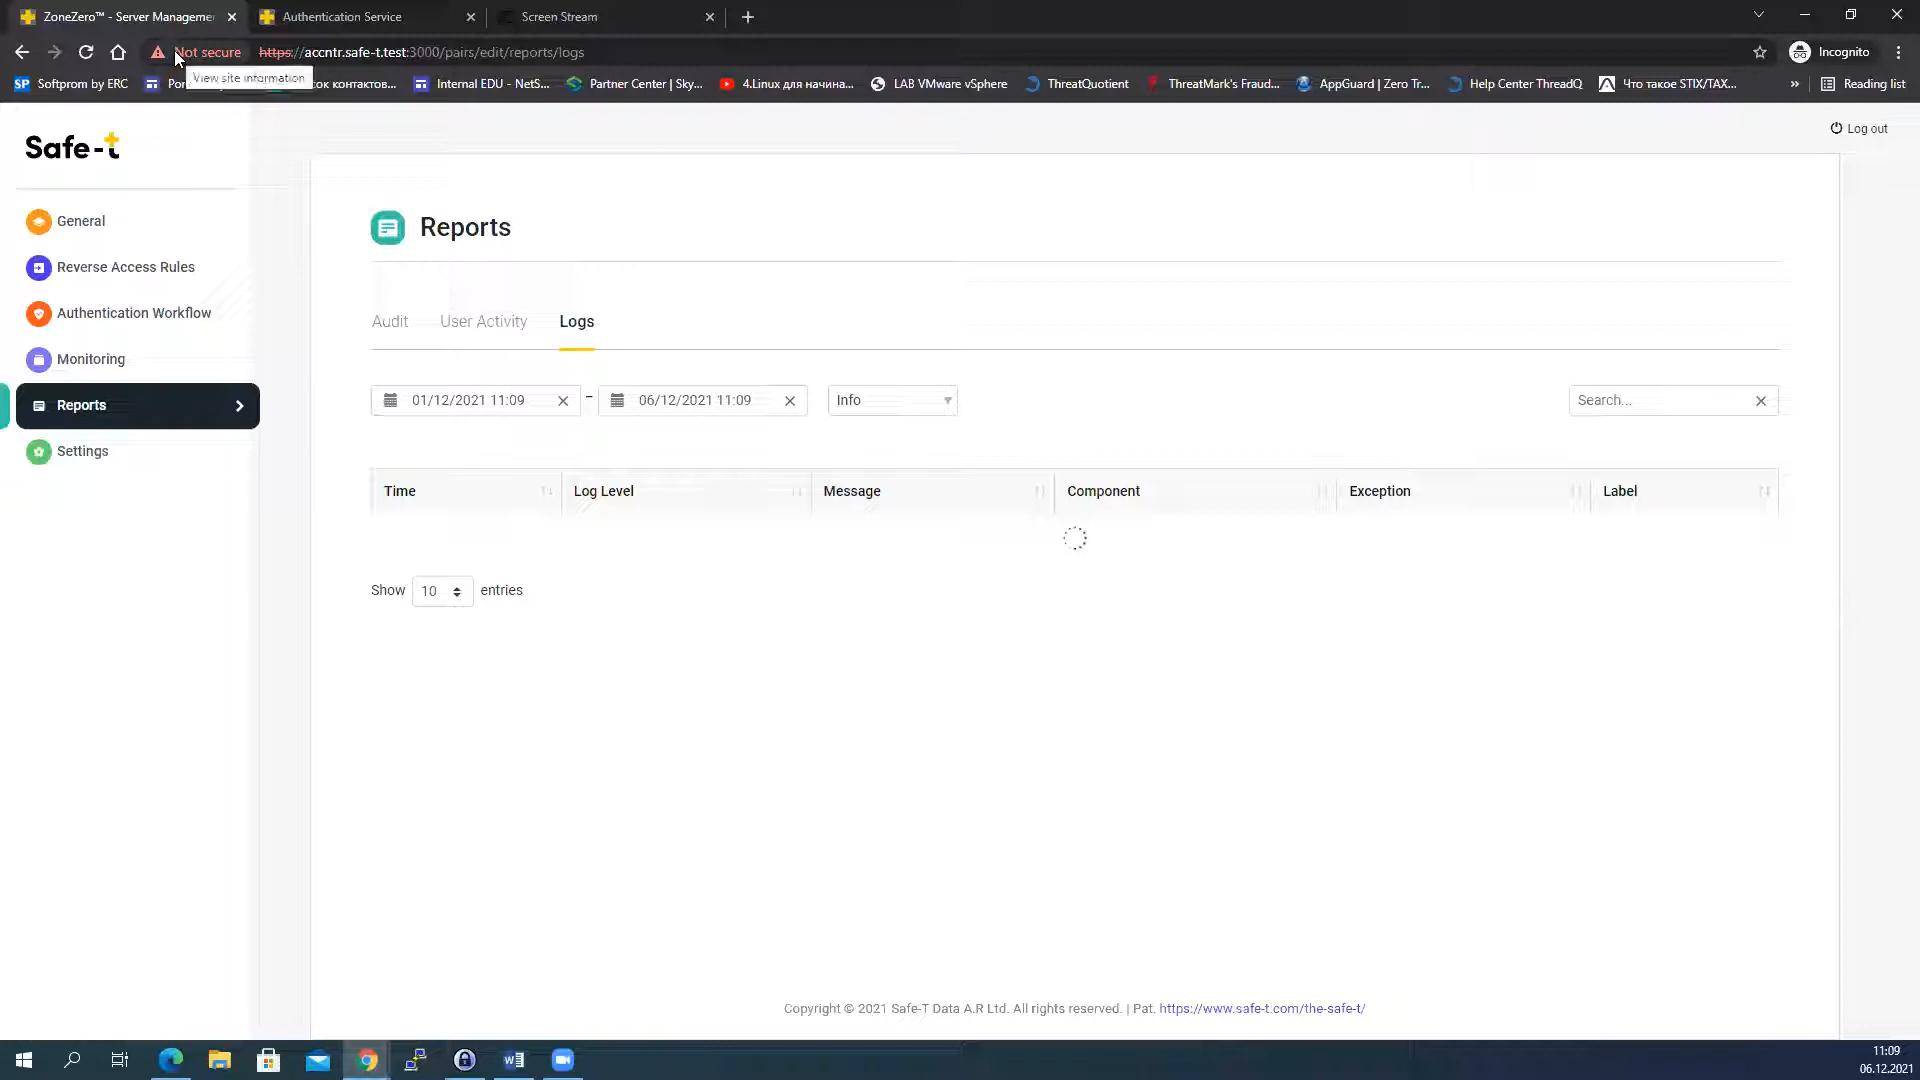 ZoneZero™ - Server Manageme
Authentication Service
Screen Stream
Not secure
https://accntr.safe-t.test:3000/pairs/edit/reports/logs
Incognito
View site information
SP Softprom by ERC
сок контактов...
Internal EDU - NetS...
Partner Center | Sky...
4.Linux для начина...
LAB VMware vSphere
ThreatQuotient
ThreatMark's Fraud...
AppGuard | Zero Tr...
Help Center ThreadQ
Что такое STIX/TAX...
»
Reading list
Safe-t
Log out
General
Reverse Access Rules
Authentication Workflow
Monitoring
Reports
Settings
Reports
Audit User Activity Logs
01/12/2021 11:09 - 06/12/2021 11:09 Info Search...
Time Log Level Message Component Exception Label
Show 10 entries
Copyright © 2021 Safe-T Data A.R Ltd. All rights reserved. | Pat. https://www.safe-t.com/the-safe-t/
11:09
06.12.2021